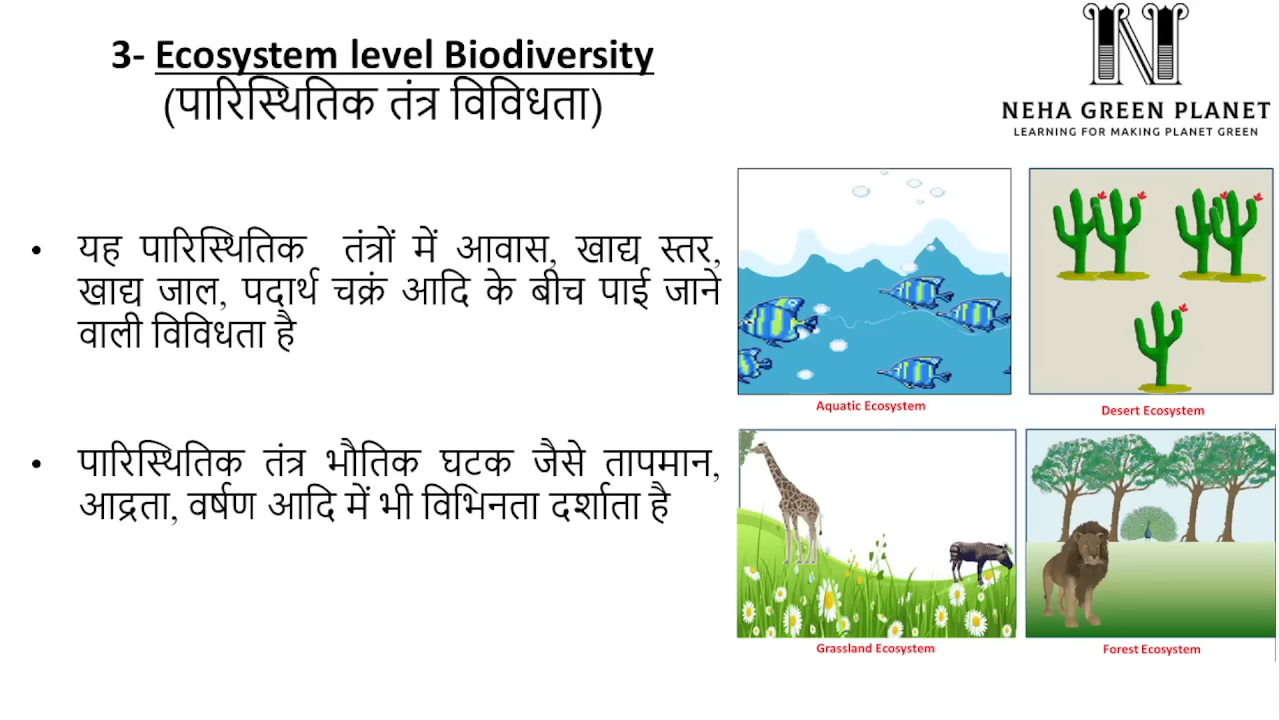 3- Ecosystem level Biodiversity
(पारिस्थितिक तंत्र विविधता)
N
NEHA GREEN PLANET
LEARNING FOR MAKING PLANET GREEN
• यह पारिस्थितिक तंत्रों में आवास, खाद्य स्तर,
खाद्य जाल, पदार्थ चक्रं आदि के बीच पाई जाने
वाली विविधता है
• पारिस्थितिक तंत्र भौतिक घटक जैसे तापमान,
आद्रता, वर्षण आदि में भी विभिनता दर्शाता है
Aquatic Ecosystem
Desert Ecosystem
Grassland Ecosystem
Forest Ecosystem